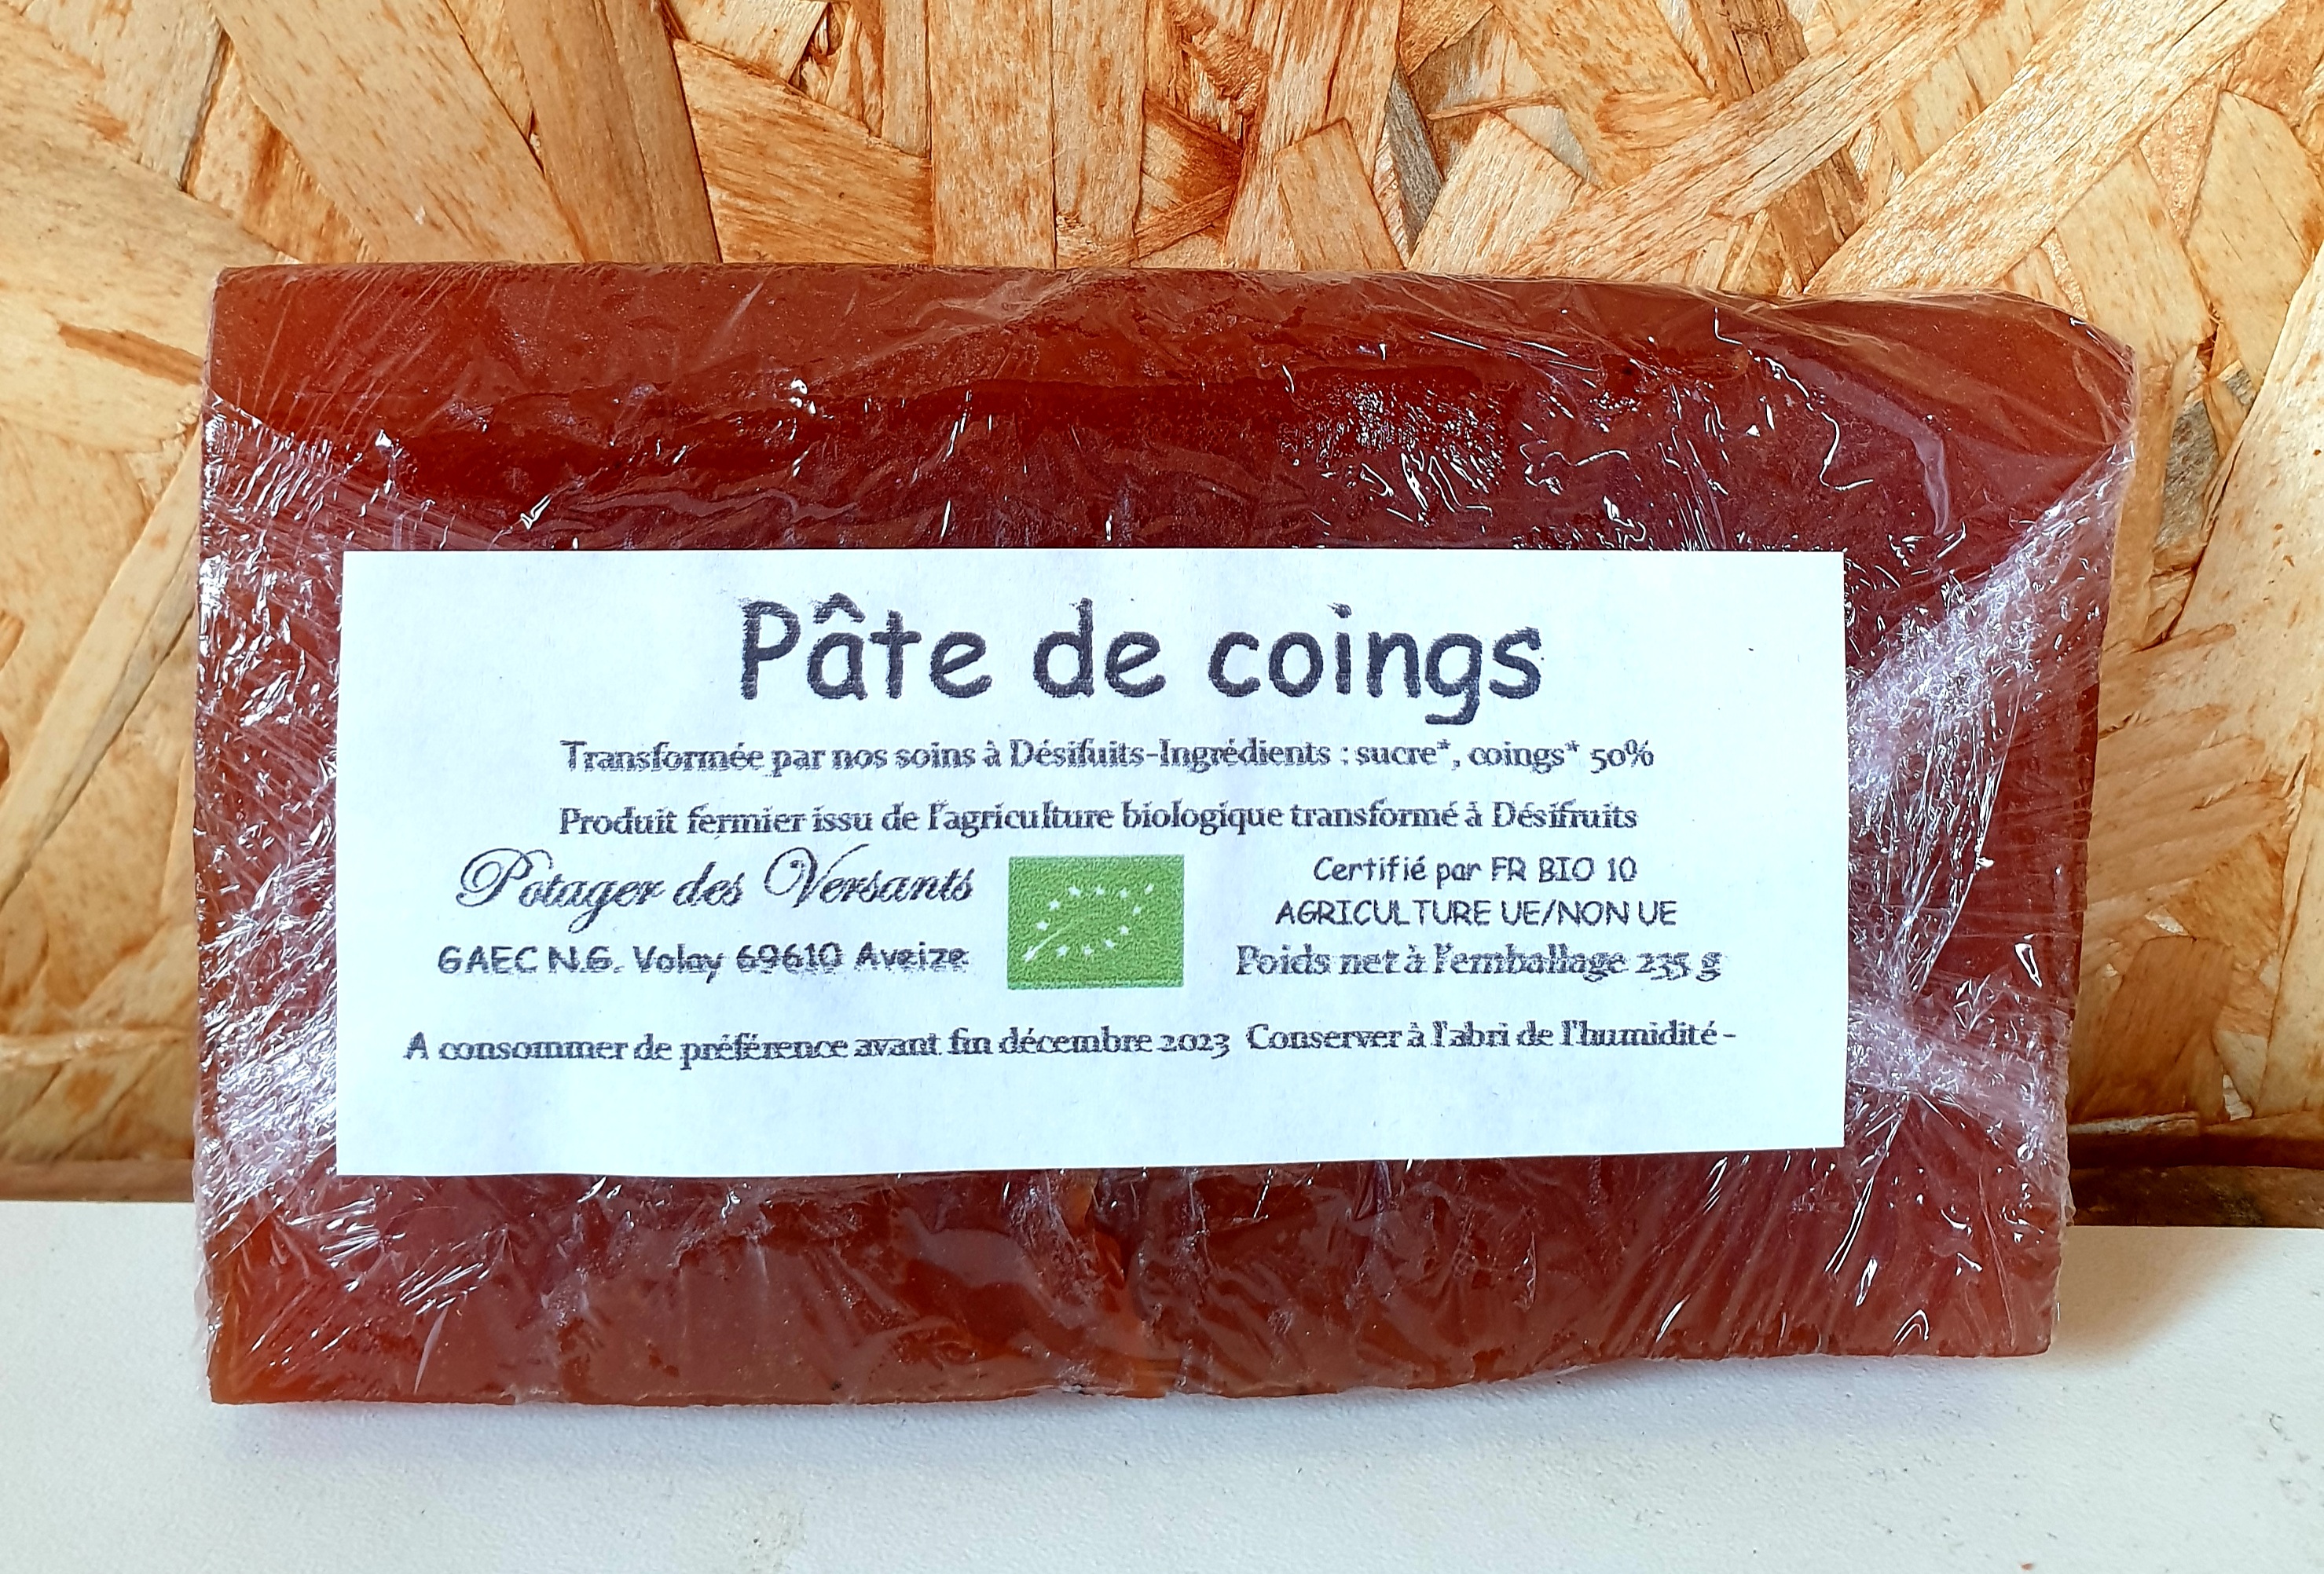 Pâte de coings
Transformée par nos soins à Désifuits-Ingrédients : sucre*, coings* 50%
Produit fermier issu de l'agriculture biologique transformé à Désifruits
Potager des Versants
GAEC N.G. Volay 69610 Aveize
Certifié par FR BIO 10
AGRICULTURE UE/NON UE
Poids net à l'emballage 235 g
A consommer de préférence avant fin décembre 2023 Conserver à l'abri de l'humidité -